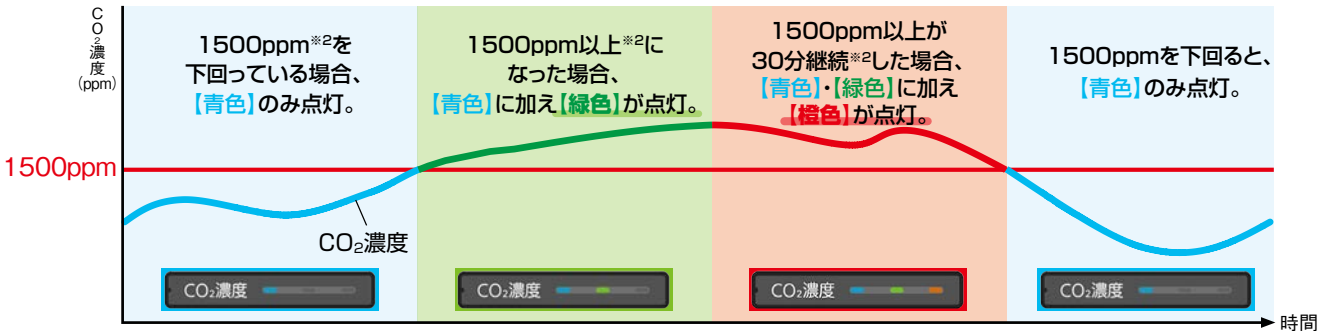 CO₂濃度
(ppm)
1500ppm※2を
下回っている場合、
【青色】のみ点灯。
1500ppm以上※2に
なった場合、
【青色】に加え【緑色】が点灯。
1500ppm以上が
30分継続※2した場合、
【青色】・【緑色】に加え
【橙色】が点灯。
1500ppmを下回ると、
【青色】のみ点灯。
1500ppm
CO₂濃度
CO₂濃度
CO₂濃度
CO₂濃度
CO₂濃度
時間